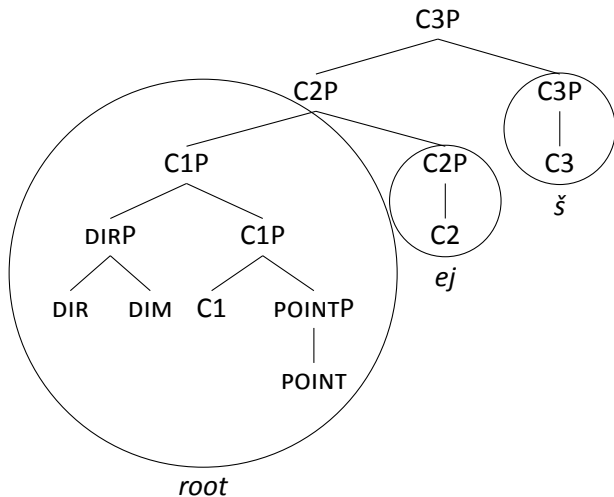 C3P
C2P C3P
C1P C2P C3
š
DIRP C1P C2
ej
DIR DIM C1 POINTP
POINT
root